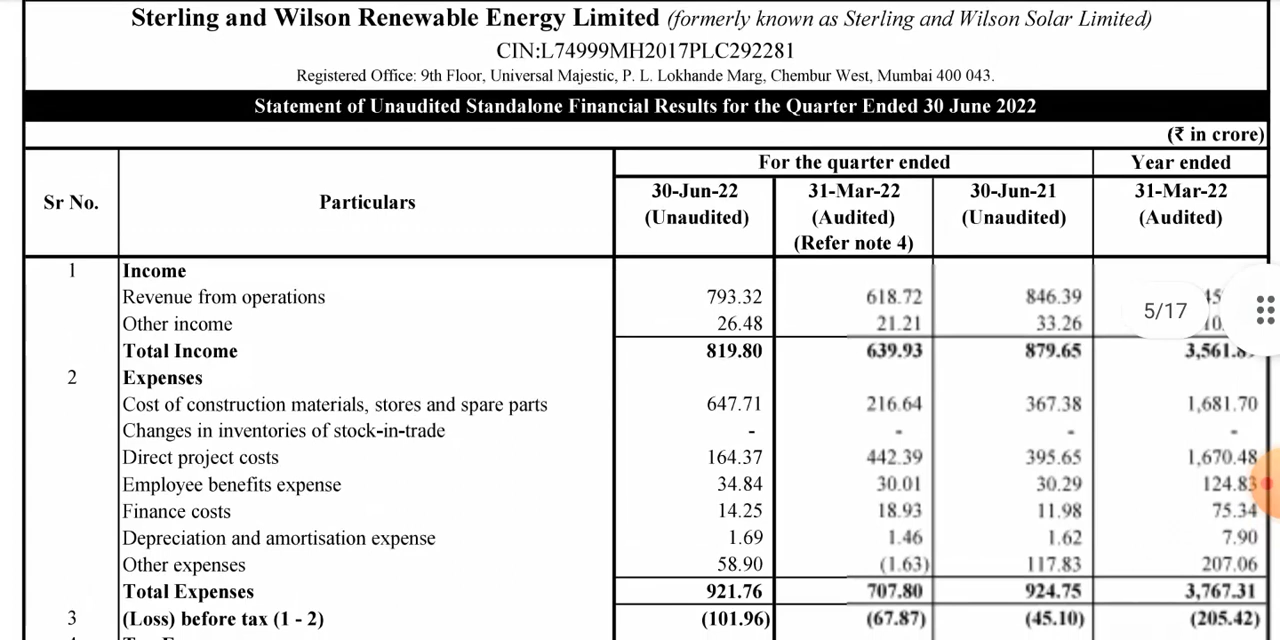 Sterling and Wilson Renewable Energy Limited (formerly known as Sterling and Wilson Solar Limited)
CIN:L74999MH2017PLC292281
Registered Office: 9th Floor, Universal Majestic, P. L. Lokhande Marg, Chembur West, Mumbai 400 043.
Statement of Unaudited Standalone Financial Results for the Quarter Ended 30 June 2022
(₹ in crore)
For the quarter ended Year ended
Sr No. Particulars 30-Jun-22 31-Mar-22 30-Jun-21 31-Mar-22
(Unaudited) (Audited) (Unaudited) (Audited)
(Refer note 4)
1 Income
Revenue from operations 793.32 618.72 846.39
5/17
Other income 26.48 21.21 33.26
Total Income 819.80 639.93 879.65
2 Expenses
Cost of construction materials, stores and spare parts 647.71 216.64 367.38 1,681.70
Changes in inventories of stock-in-trade - - - -
Direct project costs 164.37 442.39 395.65 1,670.48
Employee benefits expense 34.84 30.01 30.29 124.83
Finance costs 14.25 18.93 11.98 75.34
Depreciation and amortisation expense 1.69 1.46 1.62 7.90
Other expenses 58.90 (1.63) 117.83 207.06
Total Expenses 921.76 707.80 924.75 3,767.31
3 (Loss) before tax (1 - 2) (101.96) (67.87) (45.10) (205.42)